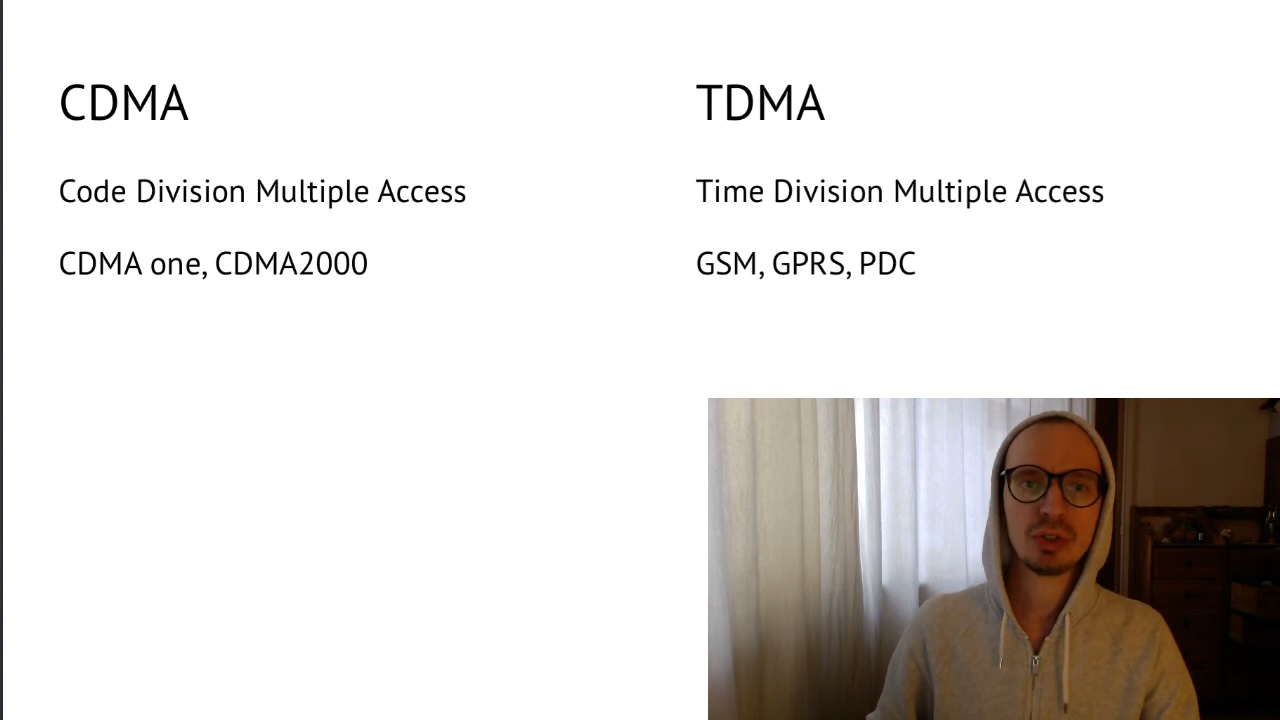 CDMA
Code Division Multiple Access
CDMA one, CDMA2000
TDMA
Time Division Multiple Access
GSM, GPRS, PDC